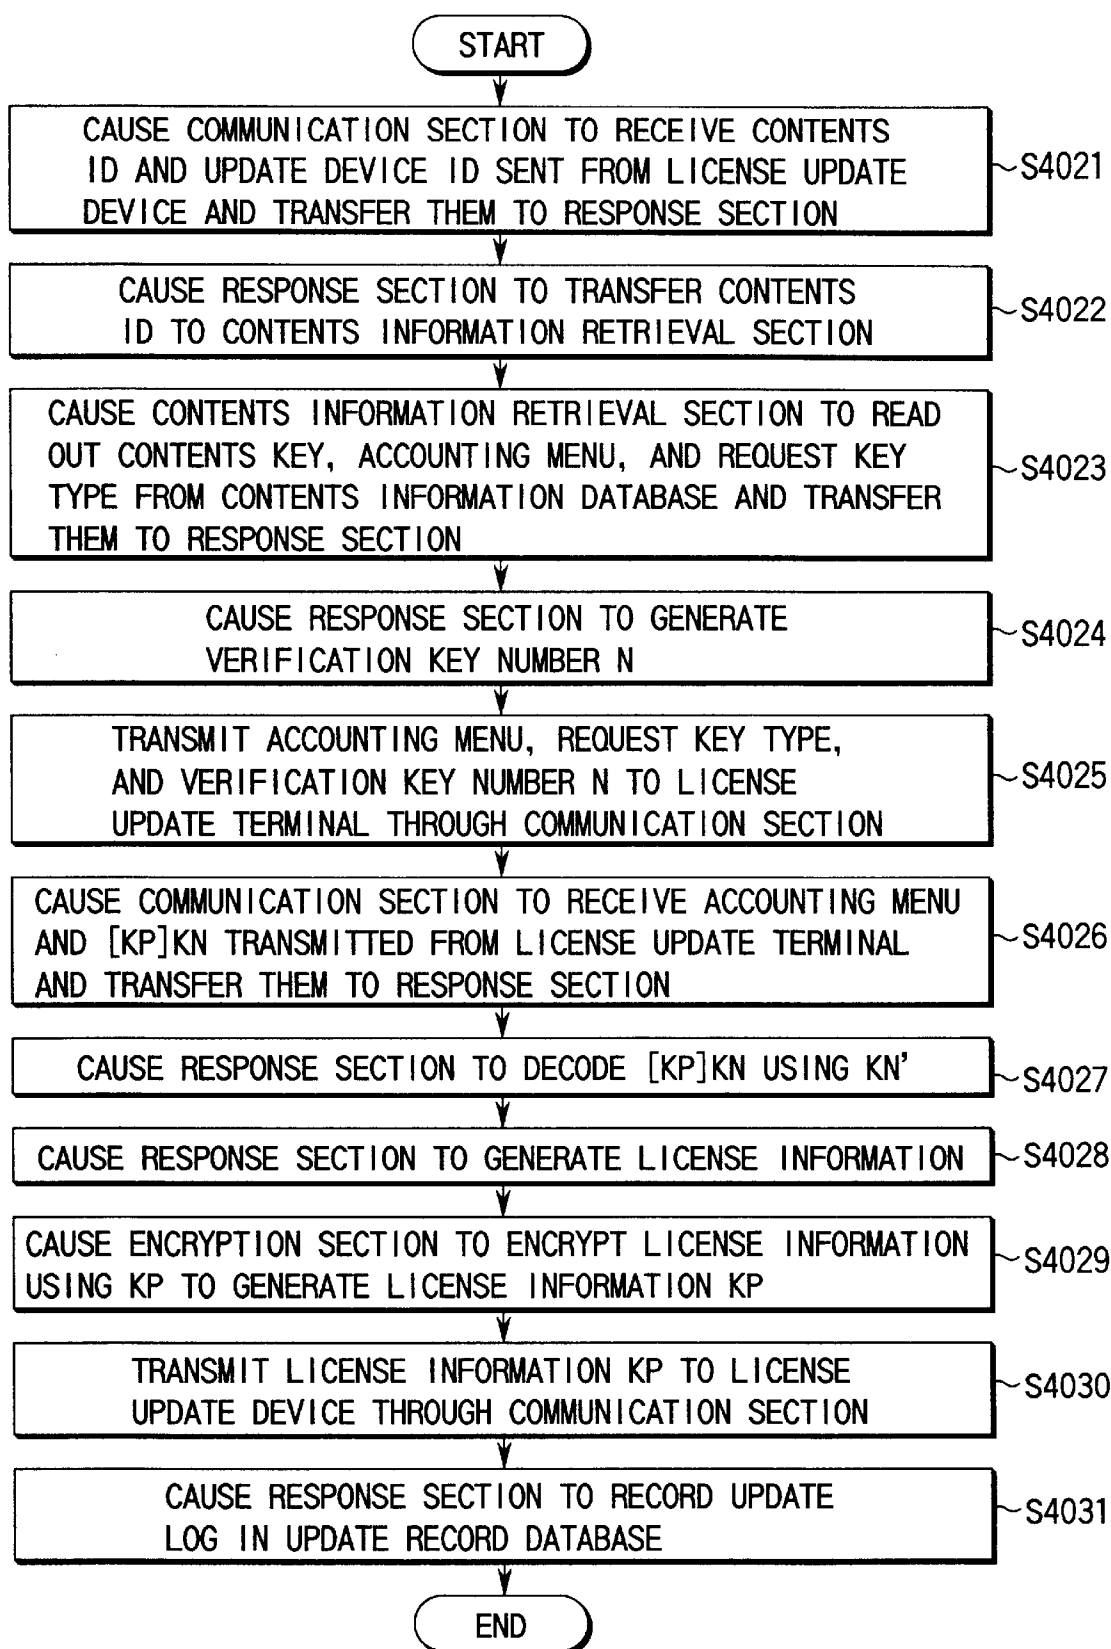 START
CAUSE COMMUNICATION SECTION TO RECEIVE CONTENTS
ID AND UPDATE DEVICE ID SENT FROM LICENSE UPDATE
DEVICE AND TRANSFER THEM TO RESPONSE SECTION
S4021
CAUSE RESPONSE SECTION TO TRANSFER CONTENTS
ID TO CONTENTS INFORMATION RETRIEVAL SECTION
S4022
CAUSE CONTENTS INFORMATION RETRIEVAL SECTION TO READ
OUT CONTENTS KEY, ACCOUNTING MENU, AND REQUEST KEY
TYPE FROM CONTENTS INFORMATION DATABASE AND TRANSFER
THEM TO RESPONSE SECTION
S4023
CAUSE RESPONSE SECTION TO GENERATE
VERIFICATION KEY NUMBER N
S4024
TRANSMIT ACCOUNTING MENU, REQUEST KEY TYPE,
AND VERIFICATION KEY NUMBER N TO LICENSE
UPDATE TERMINAL THROUGH COMMUNICATION SECTION
S4025
CAUSE COMMUNICATION SECTION TO RECEIVE ACCOUNTING MENU
AND [KP]KN TRANSMITTED FROM LICENSE UPDATE TERMINAL
AND TRANSFER THEM TO RESPONSE SECTION
S4026
CAUSE RESPONSE SECTION TO DECODE [KP]KN USING KN'
S4027
CAUSE RESPONSE SECTION TO GENERATE LICENSE INFORMATION
S4028
CAUSE ENCRYPTION SECTION TO ENCRYPT LICENSE INFORMATION
USING KP TO GENERATE LICENSE INFORMATION KP
S4029
TRANSMIT LICENSE INFORMATION KP TO LICENSE
UPDATE DEVICE THROUGH COMMUNICATION SECTION
S4030
CAUSE RESPONSE SECTION TO RECORD UPDATE
LOG IN UPDATE RECORD DATABASE
S4031
END